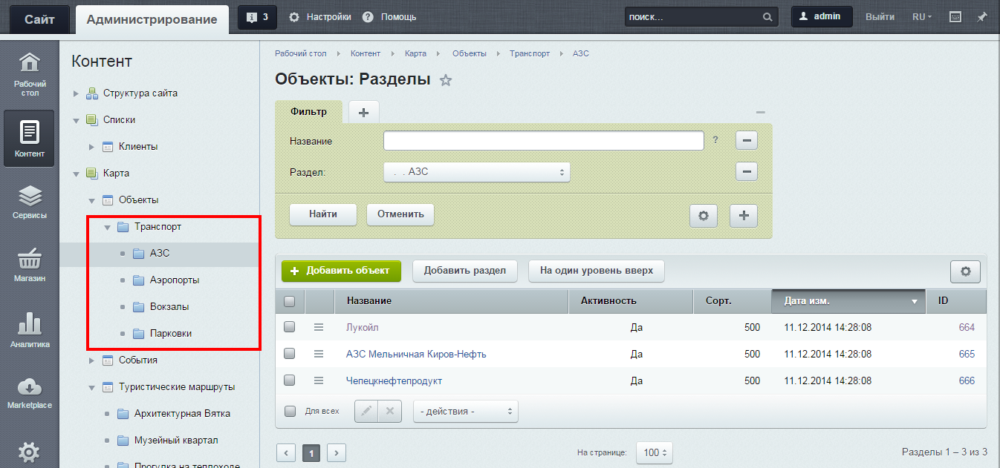 Сайт
Администрирование
3
Настройки
Помощь
поиск...
admin
Выйти
RU
Рабочий стол
Контент
Сервисы
Магазин
Аналитика
Marketplace
Контент
Структура сайта
Списки
Клиенты
Карта
Объекты
Транспорт
АЗС
Аэропорты
Вокзалы
Парковки
События
Туристические маршруты
Архитектурная Вятка
Музейный квартал
Прогулка на теплоходе
Рабочий стол Контент Карта Объекты Транспорт АЗС
Объекты: Разделы
Фильтр
Название
?
Раздел:
. . АЗС
Найти
Отменить
Добавить объект
Добавить раздел
На один уровень вверх
Название Активность Сорт. Дата изм. ID
Лукойл Да 500 11.12.2014 14:28:08 664
АЗС Мельничная Киров-Нефть Да 500 11.12.2014 14:28:08 665
Чепецкнефтепродукт Да 500 11.12.2014 14:28:08 666
Для всех
- действия -
1
На странице:
100
Разделы 1 – 3 из 3